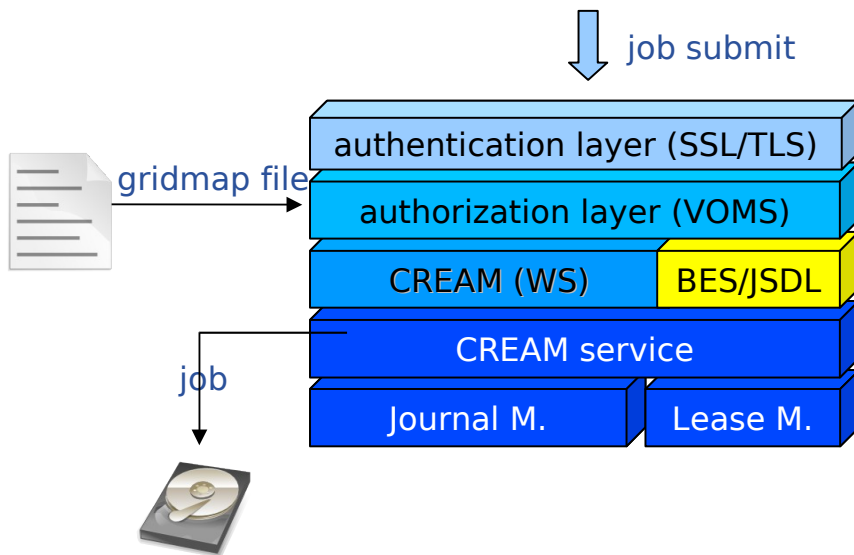 job submit
authentication layer (SSL/TLS)
gridmap file
authorization layer (VOMS)
CREAM (WS)
BES/JSDL
CREAM service
job
Journal M.
Lease M.